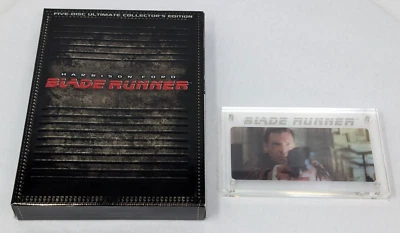 FIVE-DISC ULTIMATE COLLECTOR'S EDITION
HARRISON FORD
BLADE RUNNER
BLADE RUNNER